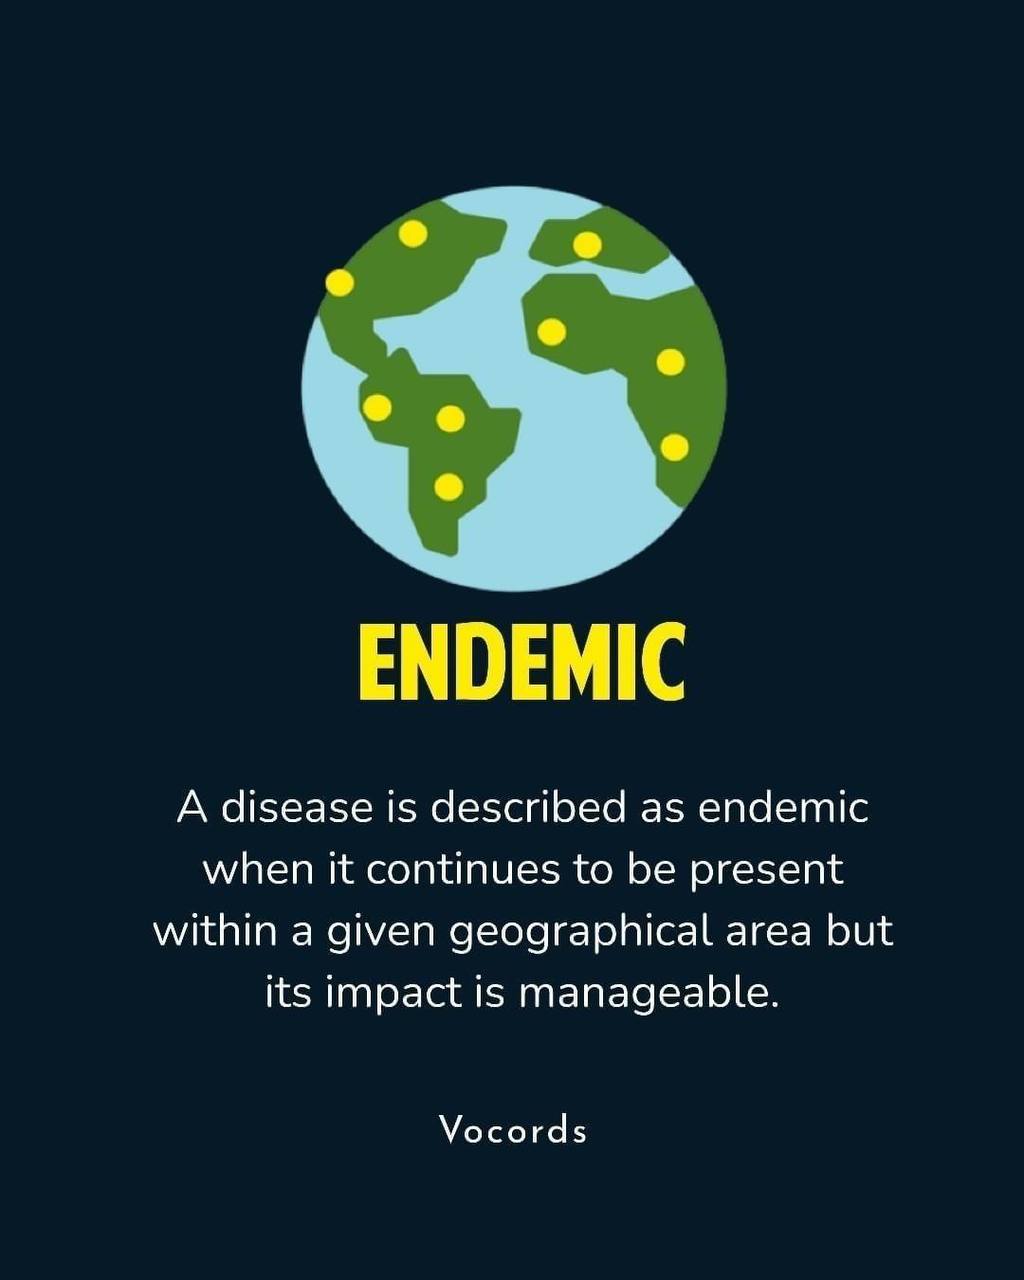 ENDEMIC
A disease is described as endemic
when it continues to be present
within a given geographical area but
its impact is manageable.
Vocords